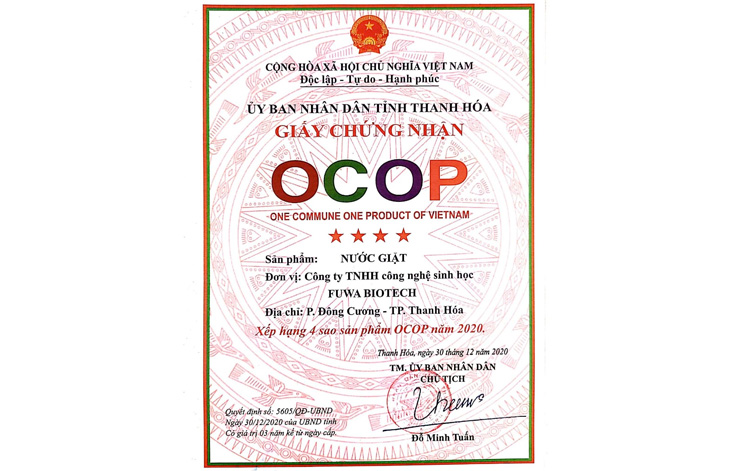 CỘNG HÒA XÃ HỘI CHỦ NGHĨA VIỆT NAM
Độc lập - Tự do - Hạnh phúc
ỦY BAN NHÂN DÂN TỈNH THANH HÓA
GIẤY CHỨNG NHẬN
OCOP
ONE COMMUNE ONE PRODUCT OF VIETNAM
Sản phẩm: NƯỚC GIẶT
Đơn vị: Công ty TNHH công nghệ sinh học
FUWA BIOTECH
Địa chỉ: P. Đông Cương - TP. Thanh Hóa
Xếp hạng 4 sao sản phẩm OCOP năm 2020.
Thanh Hóa, ngày 30 tháng 12 năm 2020
TM. ỦY BAN NHÂN DÂN
CHỦ TỊCH
Quyết định số: 5605/QĐ-UBND
Ngày 30/12/2020 của UBND tỉnh
Có giá trị 03 năm kể từ ngày cấp.
Đỗ Minh Tuấn